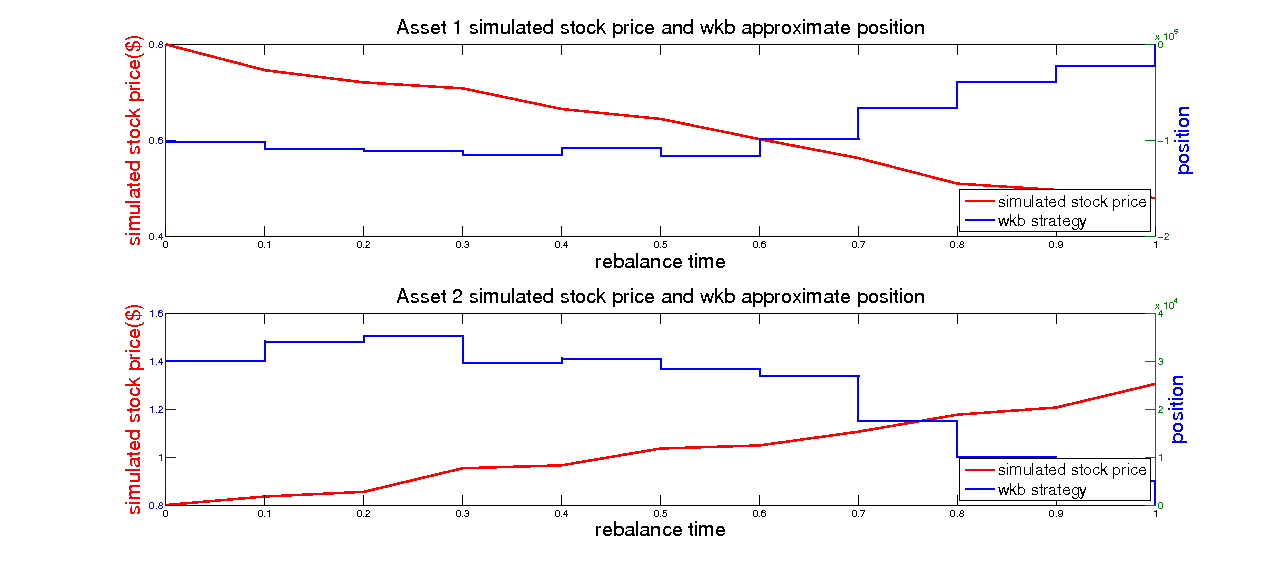 Asset 1 simulated stock price and wkb approximate position
x 10⁵
simulated stock price($)
0.8
0.6
0.4
0
-1
-2
position
simulated stock price
wkb strategy
0 0.1 0.2 0.3 0.4 0.5 0.6 0.7 0.8 0.9 1
rebalance time
Asset 2 simulated stock price and wkb approximate position
x 10⁴
simulated stock price($)
1.6
1.4
1.2
1
0.8
4
3
2
1
0
position
simulated stock price
wkb strategy
0 0.1 0.2 0.3 0.4 0.5 0.6 0.7 0.8 0.9 1
rebalance time